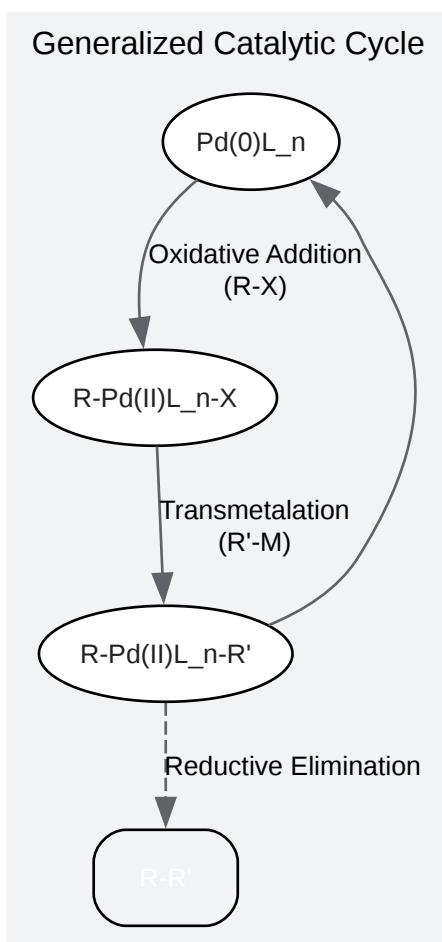 Generalized Catalytic Cycle
Pd(0)L_n
Oxidative Addition
(R-X)
R-Pd(II)L_n-X
Transmetalation
(R'-M)
R-Pd(II)L_n-R'
Reductive Elimination
R-R'